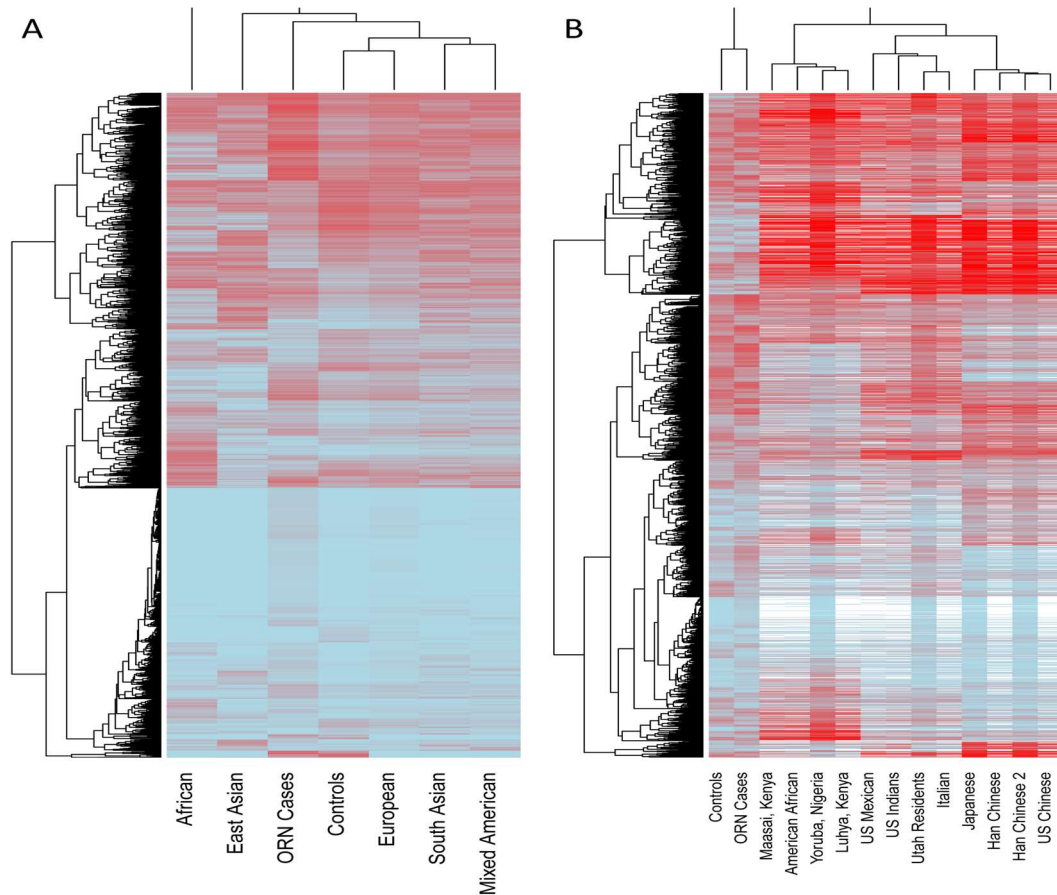 A
B
African
East Asian
ORN Cases
Controls
European
South Asian
Mixed American
Controls
ORN Cases
Maasai, Kenya
American African
Yoruba, Nigeria
Luhya, Kenya
US Mexican
US Indians
Utah Residents
Italian
Japanese
Han Chinese
Han Chinese 2
US Chinese